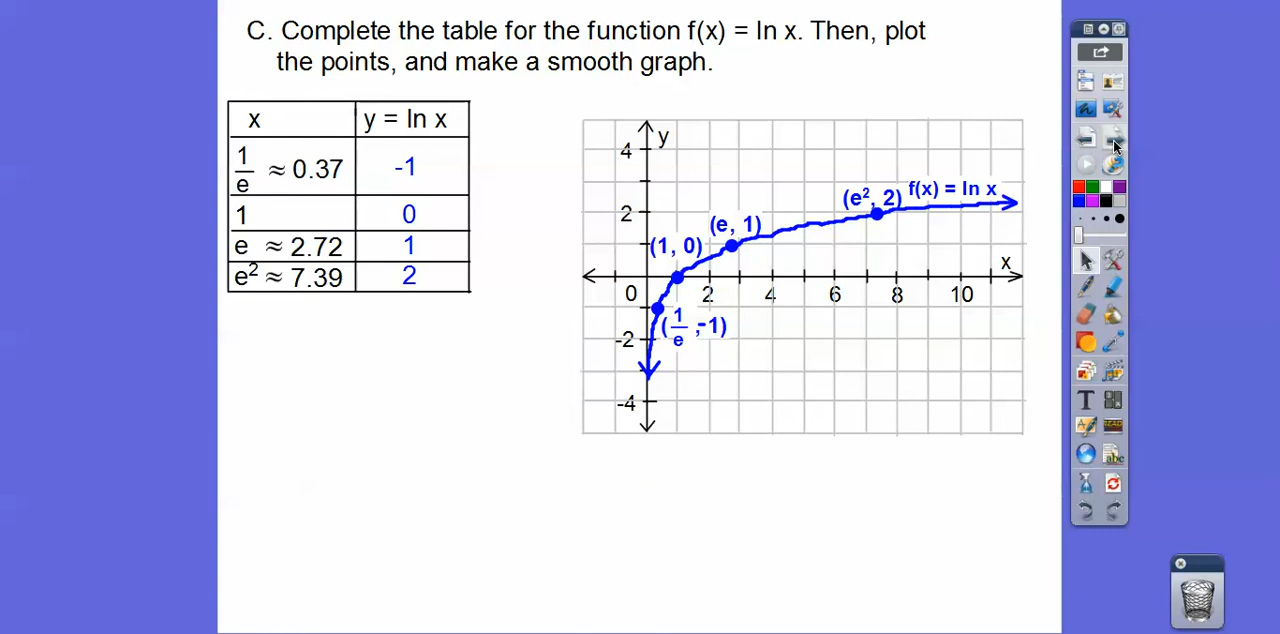 C. Complete the table for the function f(x) = ln x. Then, plot
the points, and make a smooth graph.
x y = ln x
1/e ≈ 0.37 -1
1 0
e ≈ 2.72 1
e² ≈ 7.39 2
y
4
2
0
-2
-4
2 4 6 8 10
x
(e², 2) f(x) = ln x
(e, 1)
(1, 0)
(1/e, -1)
T
abc